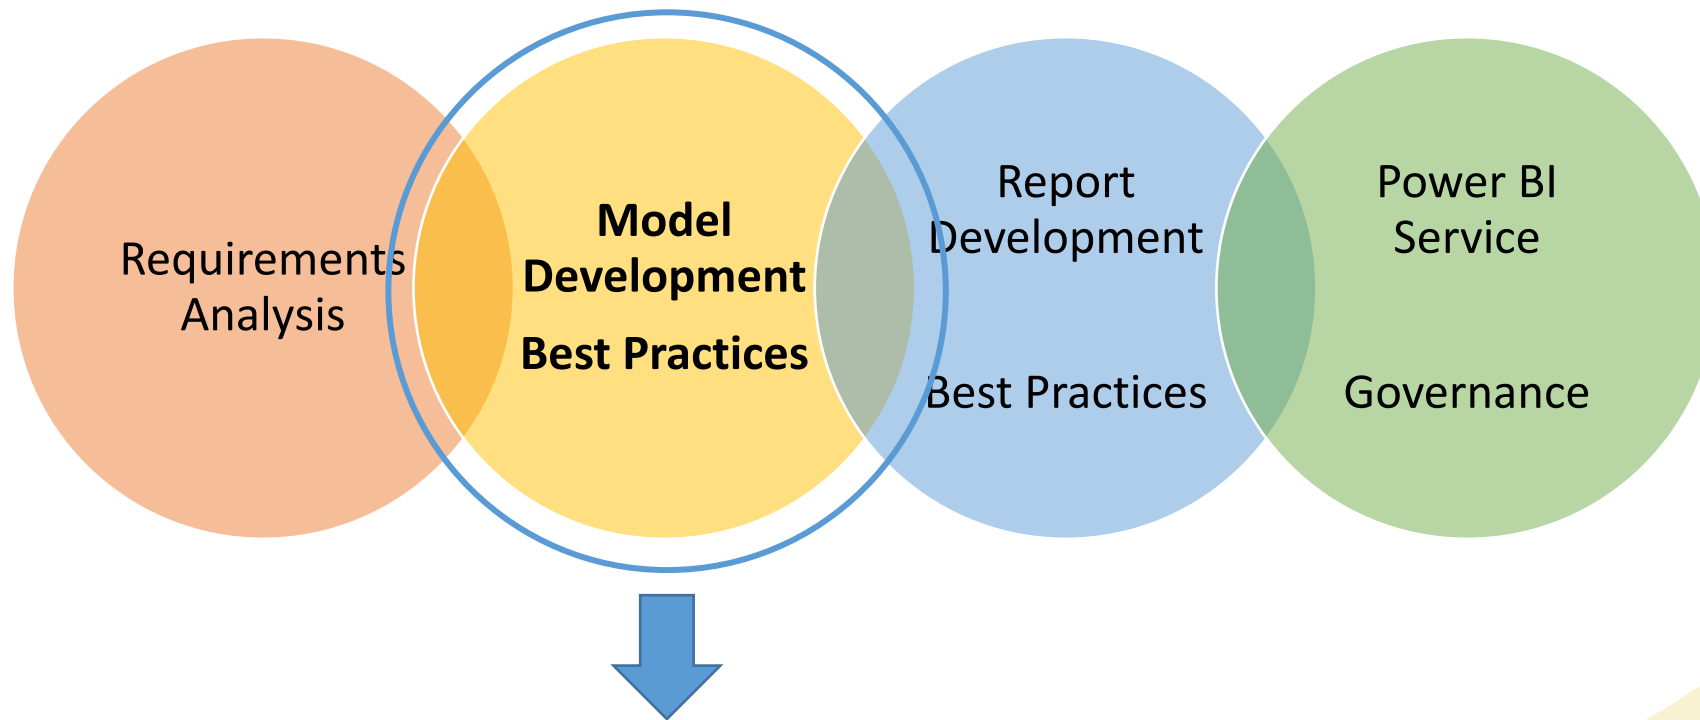 Requirements
Analysis
Model
Development
Best Practices
Report
Development
Best Practices
Power BI
Service
Governance